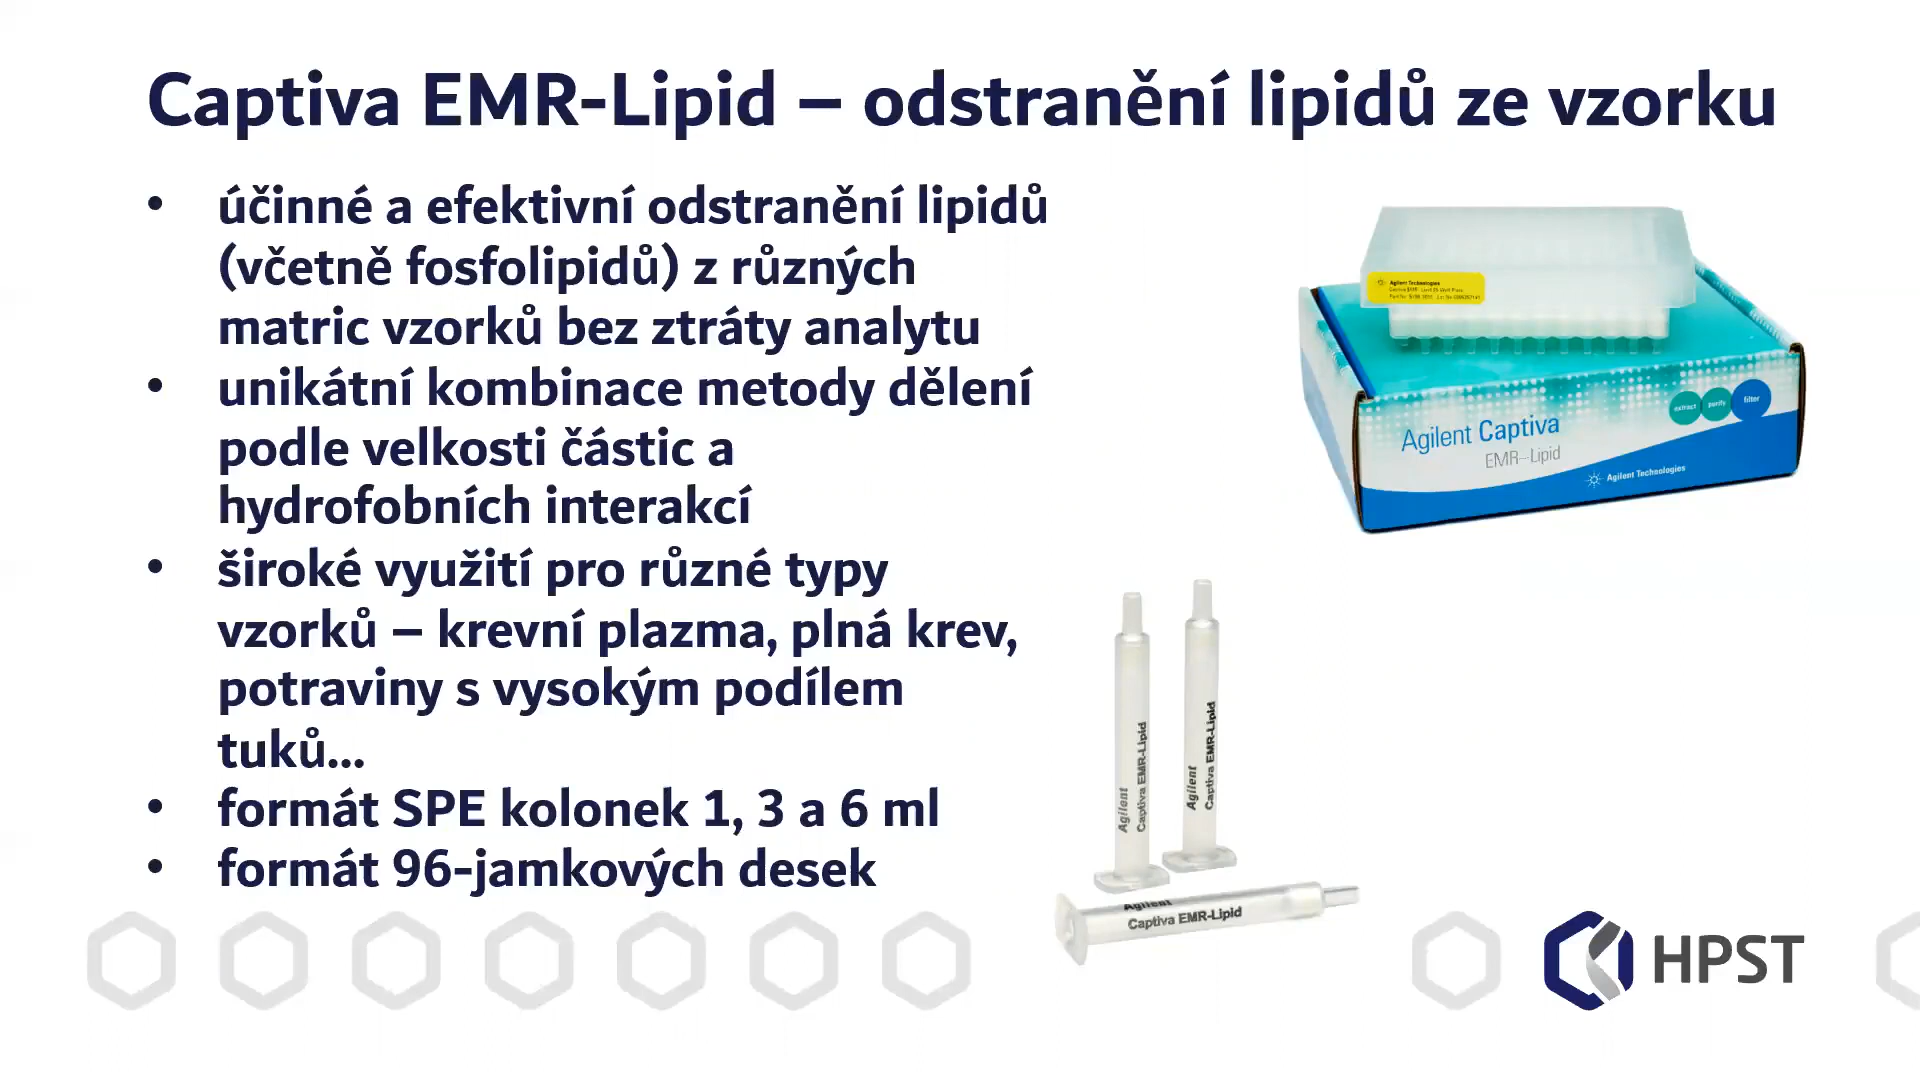 Captiva EMR-Lipid – odstranění lipidů ze vzorku
• účinné a efektivní odstranění lipidů
(včetně fosfolipidů) z různých
matric vzorků bez ztráty analytu
• unikátní kombinace metody dělení
podle velkosti částic a
hydrofobních interakcí
• široké využití pro různé typy
vzorků – krevní plazma, plná krev,
potraviny s vysokým podílem
tuků...
• formát SPE kolonek 1, 3 a 6 ml
• formát 96-jamkových desek
Agilent Technologies
extract purify filter
Agilent Captiva
EMR–Lipid
Agilent Technologies
Agilent
Captiva EMR-Lipid
Agilent
Captiva EMR-Lipid
Agilent
Captiva EMR-Lipid
HPST